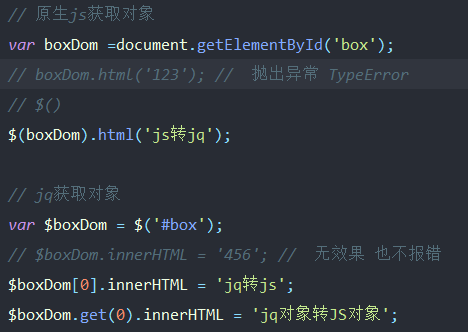 // 原生js获取对象
var boxDom =document.getElementById('box');
// boxDom.html('123'); //  抛出异常 TypeError
// $()
$(boxDom).html('js转jq');
// jq获取对象
var $boxDom = $('#box');
// $boxDom.innerHTML = '456'; //  无效果 也不报错
$boxDom[0].innerHTML = 'jq转js';
$boxDom.get(0).innerHTML = 'jq对象转JS对象';